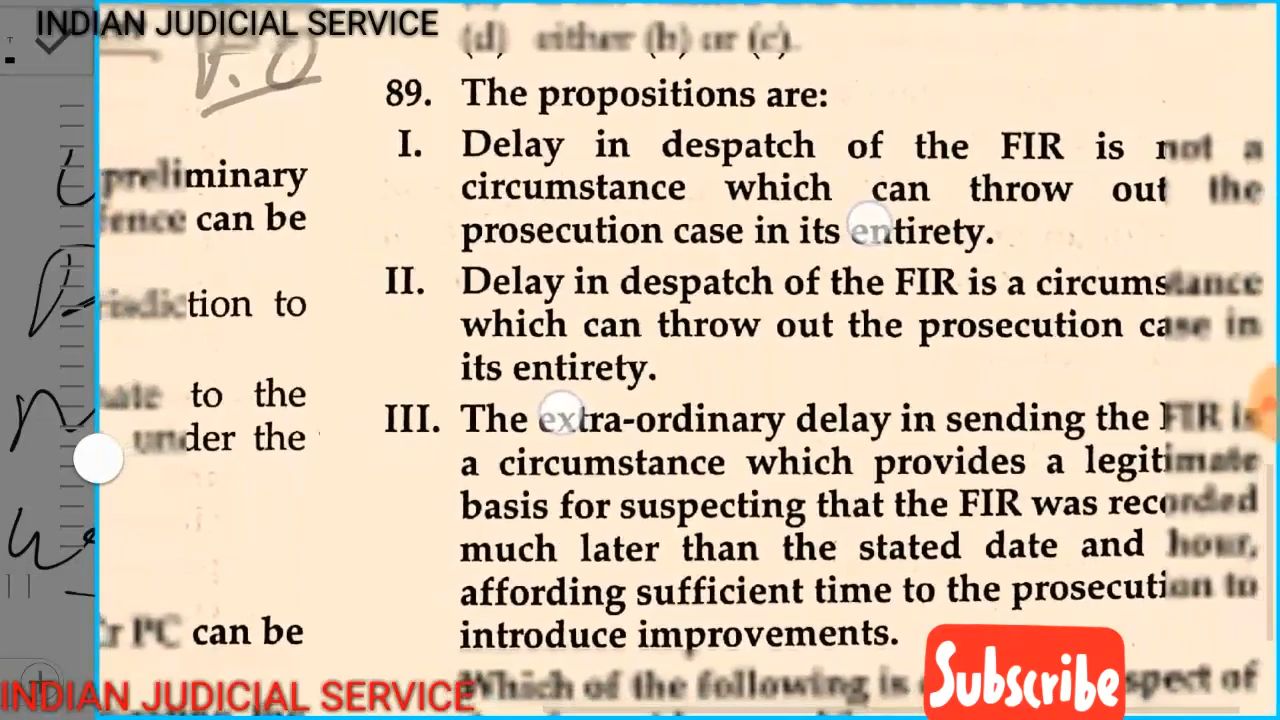 INDIAN JUDICIAL SERVICE
(d) either (b) or (c).
89. The propositions are:
I. Delay in despatch of the FIR is not a
circumstance which can throw out the
prosecution case in its entirety.
II. Delay in despatch of the FIR is a circumstance
which can throw out the prosecution case in
its entirety.
III. The extra-ordinary delay in sending the FIR is
a circumstance which provides a legitimate
basis for suspecting that the FIR was recorded
much later than the stated date and hour,
affording sufficient time to the prosecution to
introduce improvements.
Which of the following is
spect of
preliminary
can be
to
to the
under the
PC can be
Subscribe
INDIAN JUDICIAL SERVICE